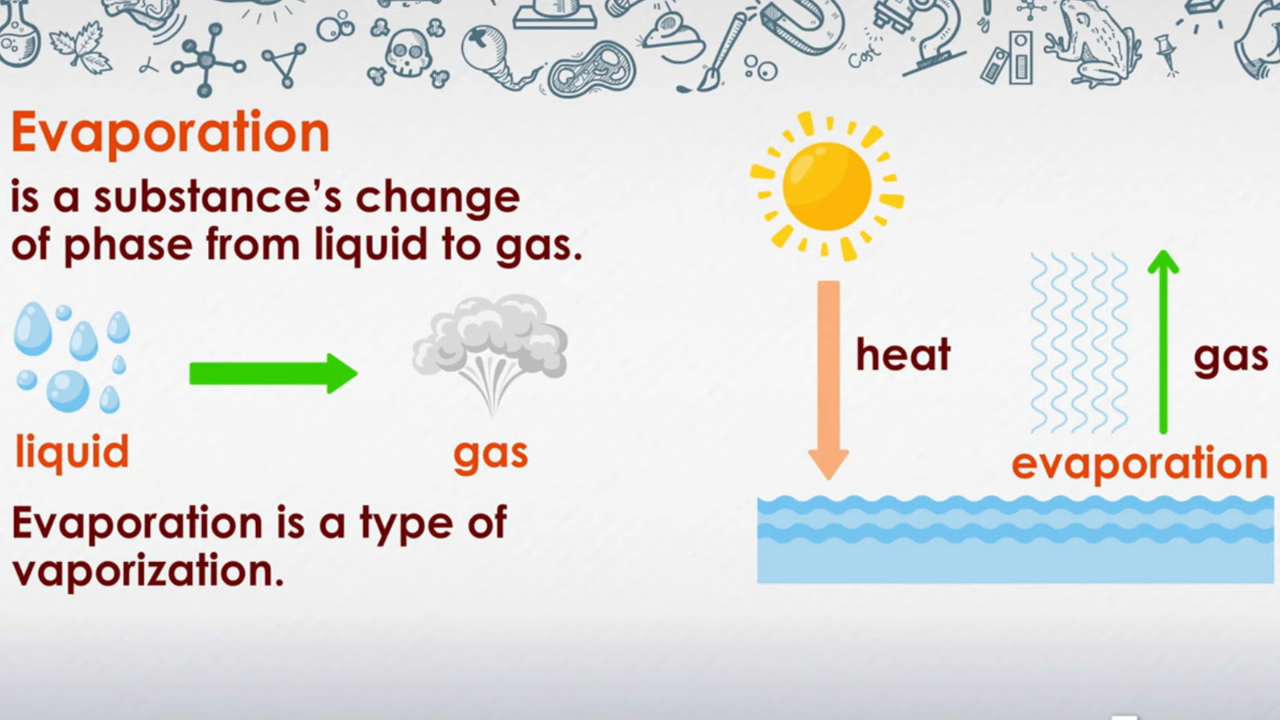 Evaporation
is a substance’s change
of phase from liquid to gas.
liquid
gas
Evaporation is a type of
vaporization.
heat
gas
evaporation